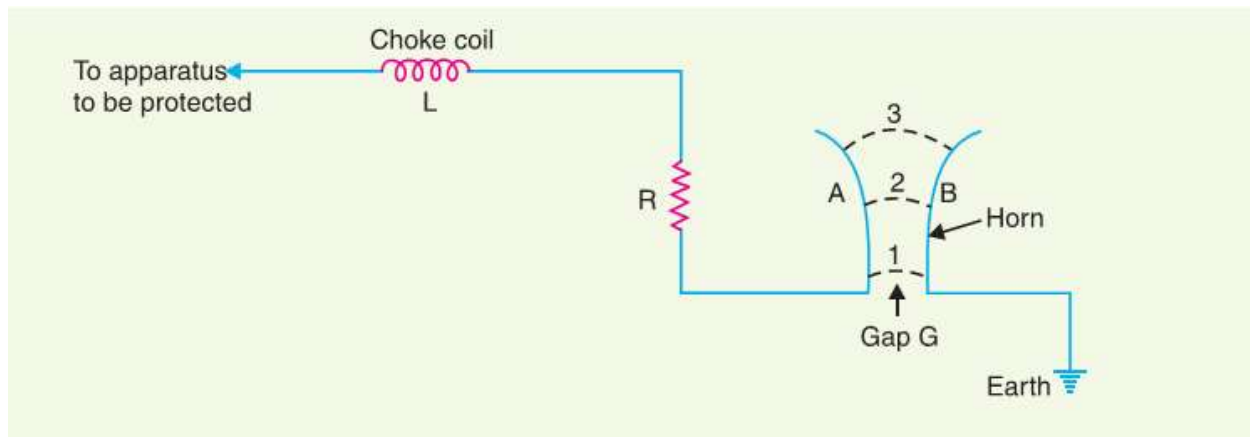 Choke coil
To apparatus
to be protected
L
R
3
A
2
B
Horn
1
Gap G
Earth